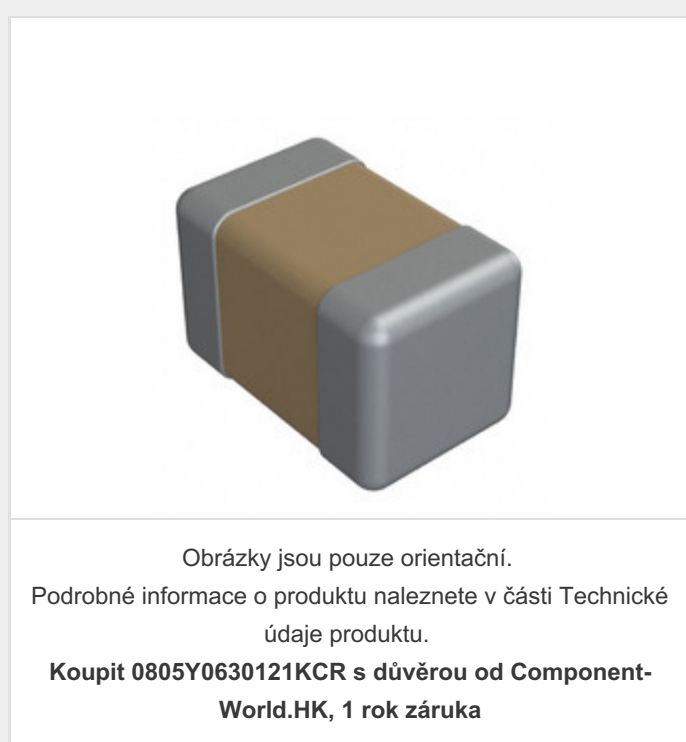 Obrázky jsou pouze orientační.
Podrobné informace o produktu naleznete v části Technické
údaje produktu.
Koupit 0805Y0630121KCR s důvěrou od Component-
World.HK, 1 rok záruka